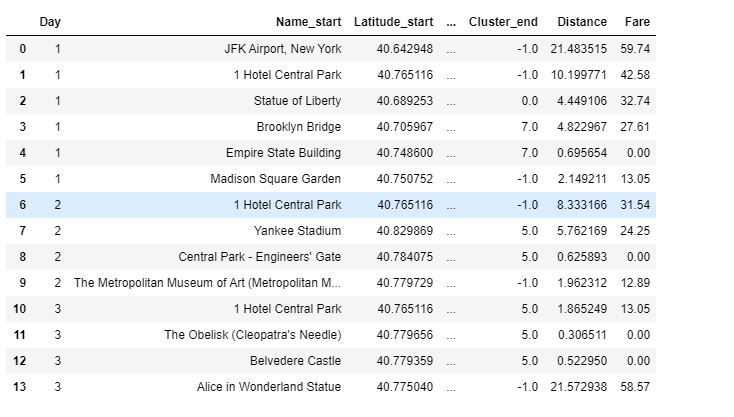 Day Name_start Latitude_start ... Cluster_end Distance Fare
0 1 JFK Airport, New York 40.642948 ... -1.0 21.483515 59.74
1 1 1 Hotel Central Park 40.765116 ... -1.0 10.199771 42.58
2 1 Statue of Liberty 40.689253 ... 0.0 4.449106 32.74
3 1 Brooklyn Bridge 40.705967 ... 7.0 4.822967 27.61
4 1 Empire State Building 40.748600 ... 7.0 0.695654 0.00
5 1 Madison Square Garden 40.750752 ... -1.0 2.149211 13.05
6 2 1 Hotel Central Park 40.765116 ... -1.0 8.333166 31.54
7 2 Yankee Stadium 40.829869 ... 5.0 5.762169 24.25
8 2 Central Park - Engineers' Gate 40.784075 ... 5.0 0.625893 0.00
9 2 The Metropolitan Museum of Art (Metropolitan M... 40.779729 ... -1.0 1.962312 12.89
10 3 1 Hotel Central Park 40.765116 ... 5.0 1.865249 13.05
11 3 The Obelisk (Cleopatra's Needle) 40.779656 ... 5.0 0.306511 0.00
12 3 Belvedere Castle 40.779359 ... 5.0 0.522950 0.00
13 3 Alice in Wonderland Statue 40.775040 ... -1.0 21.572938 58.57